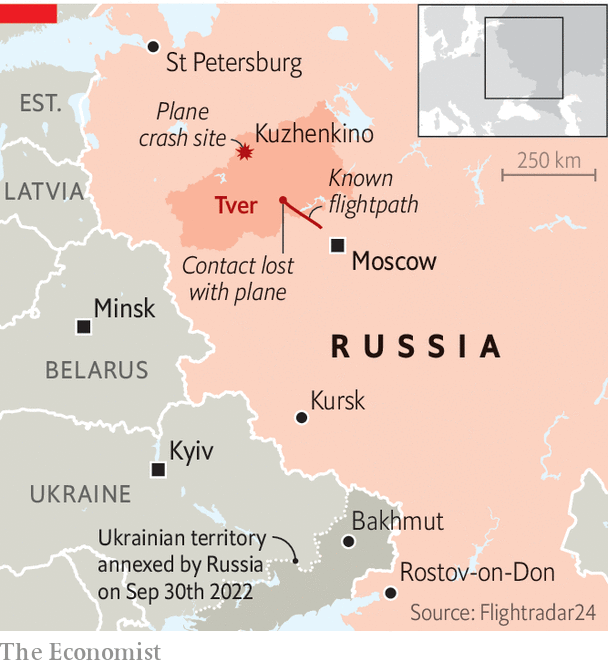 St Petersburg
EST.
Plane
crash site
Kuzhenkino
250 km
LATVIA
Known
flightpath
Tver
Moscow
Contact lost
with plane
Minsk
RUSSIA
BELARUS
Kursk
Kyiv
UKRAINE
Bakhmut
Ukrainian territory
annexed by Russia
on Sep 30th 2022
Rostov-on-Don
Source: Flightradar24
The Economist